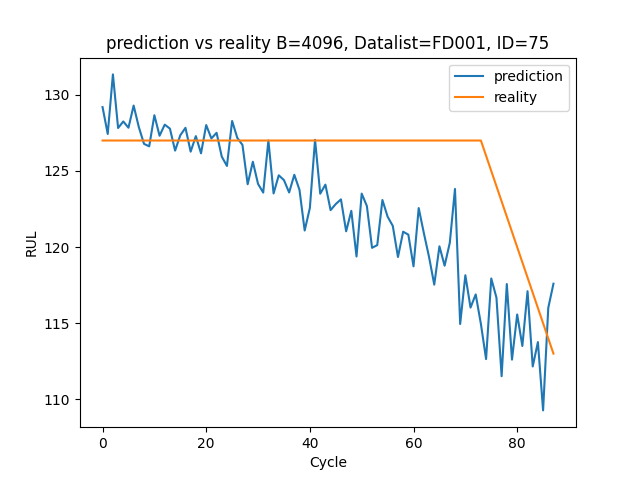 prediction vs reality B=4096, Datalist=FD001, ID=75
prediction
reality
RUL
130
125
120
115
110
0 20 40 60 80
Cycle